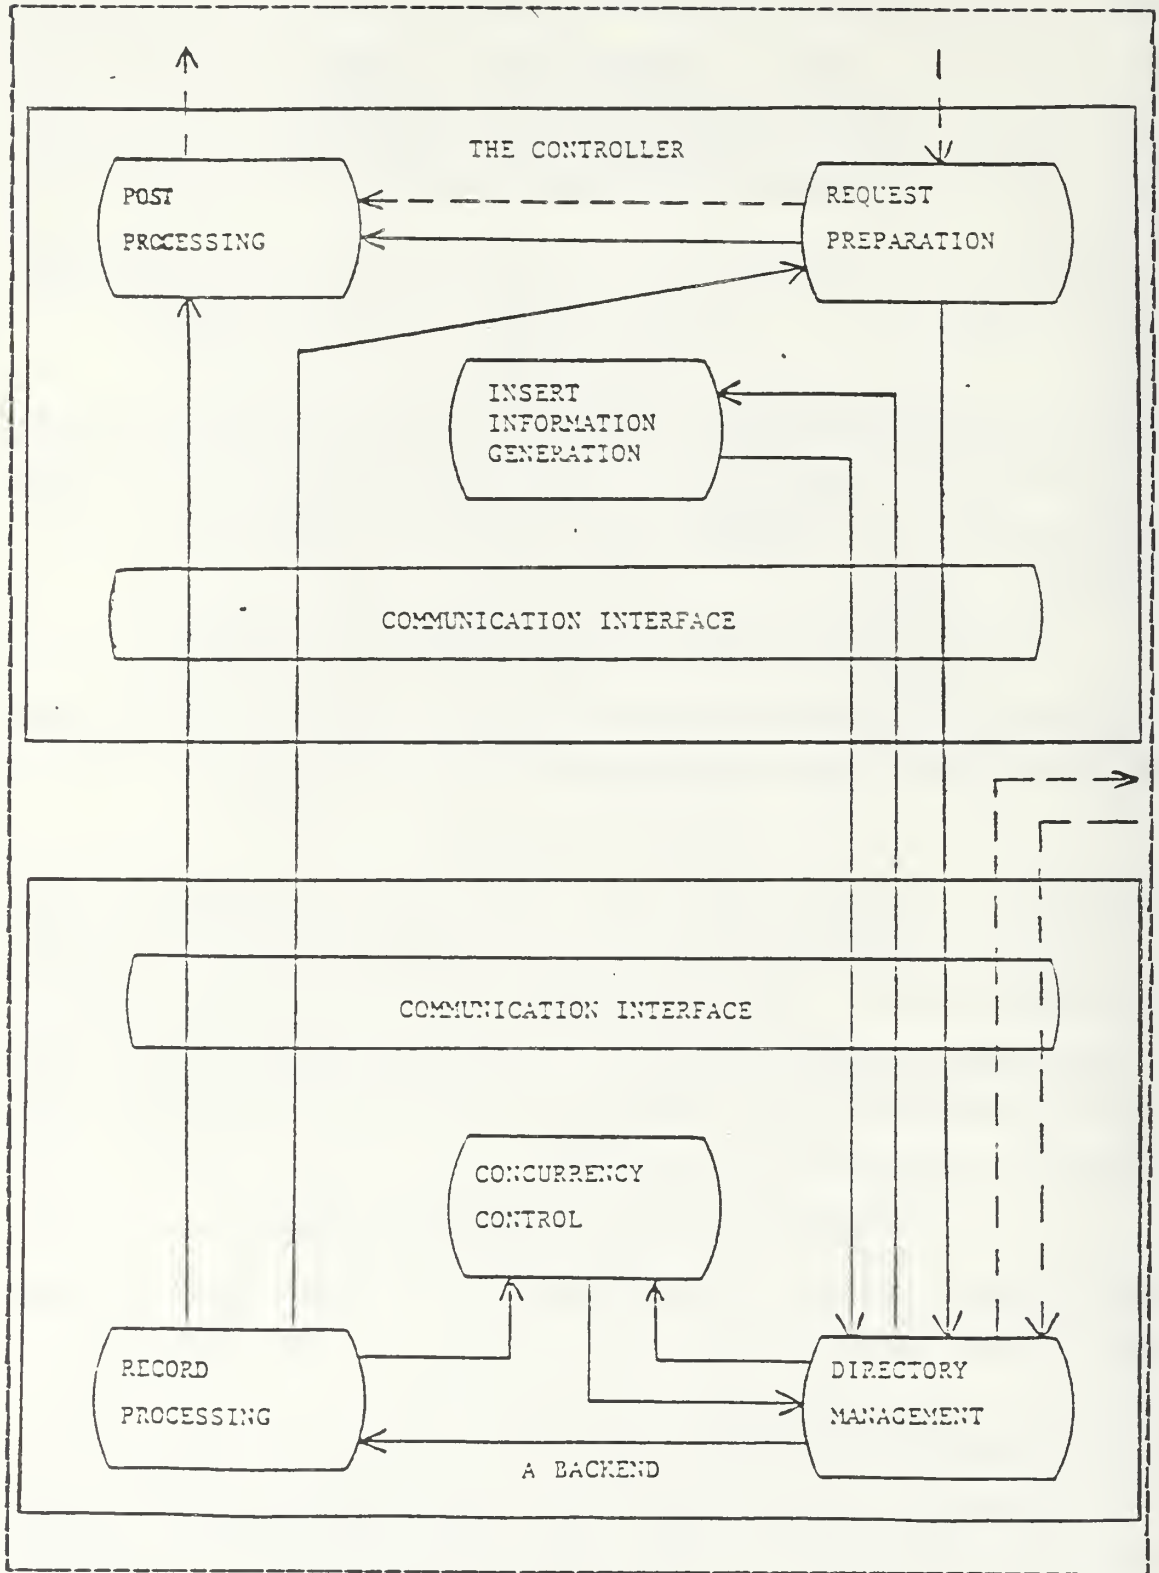 THE CONTROLLER
POST
PROCESSING
REQUEST
PREPARATION
INSERT
INFORMATION
GENERATION
COMMUNICATION INTERFACE
COMMUNICATION INTERFACE
CONCURRENCY
CONTROL
RECORD
PROCESSING
DIRECTORY
MANAGEMENT
A BACKEND